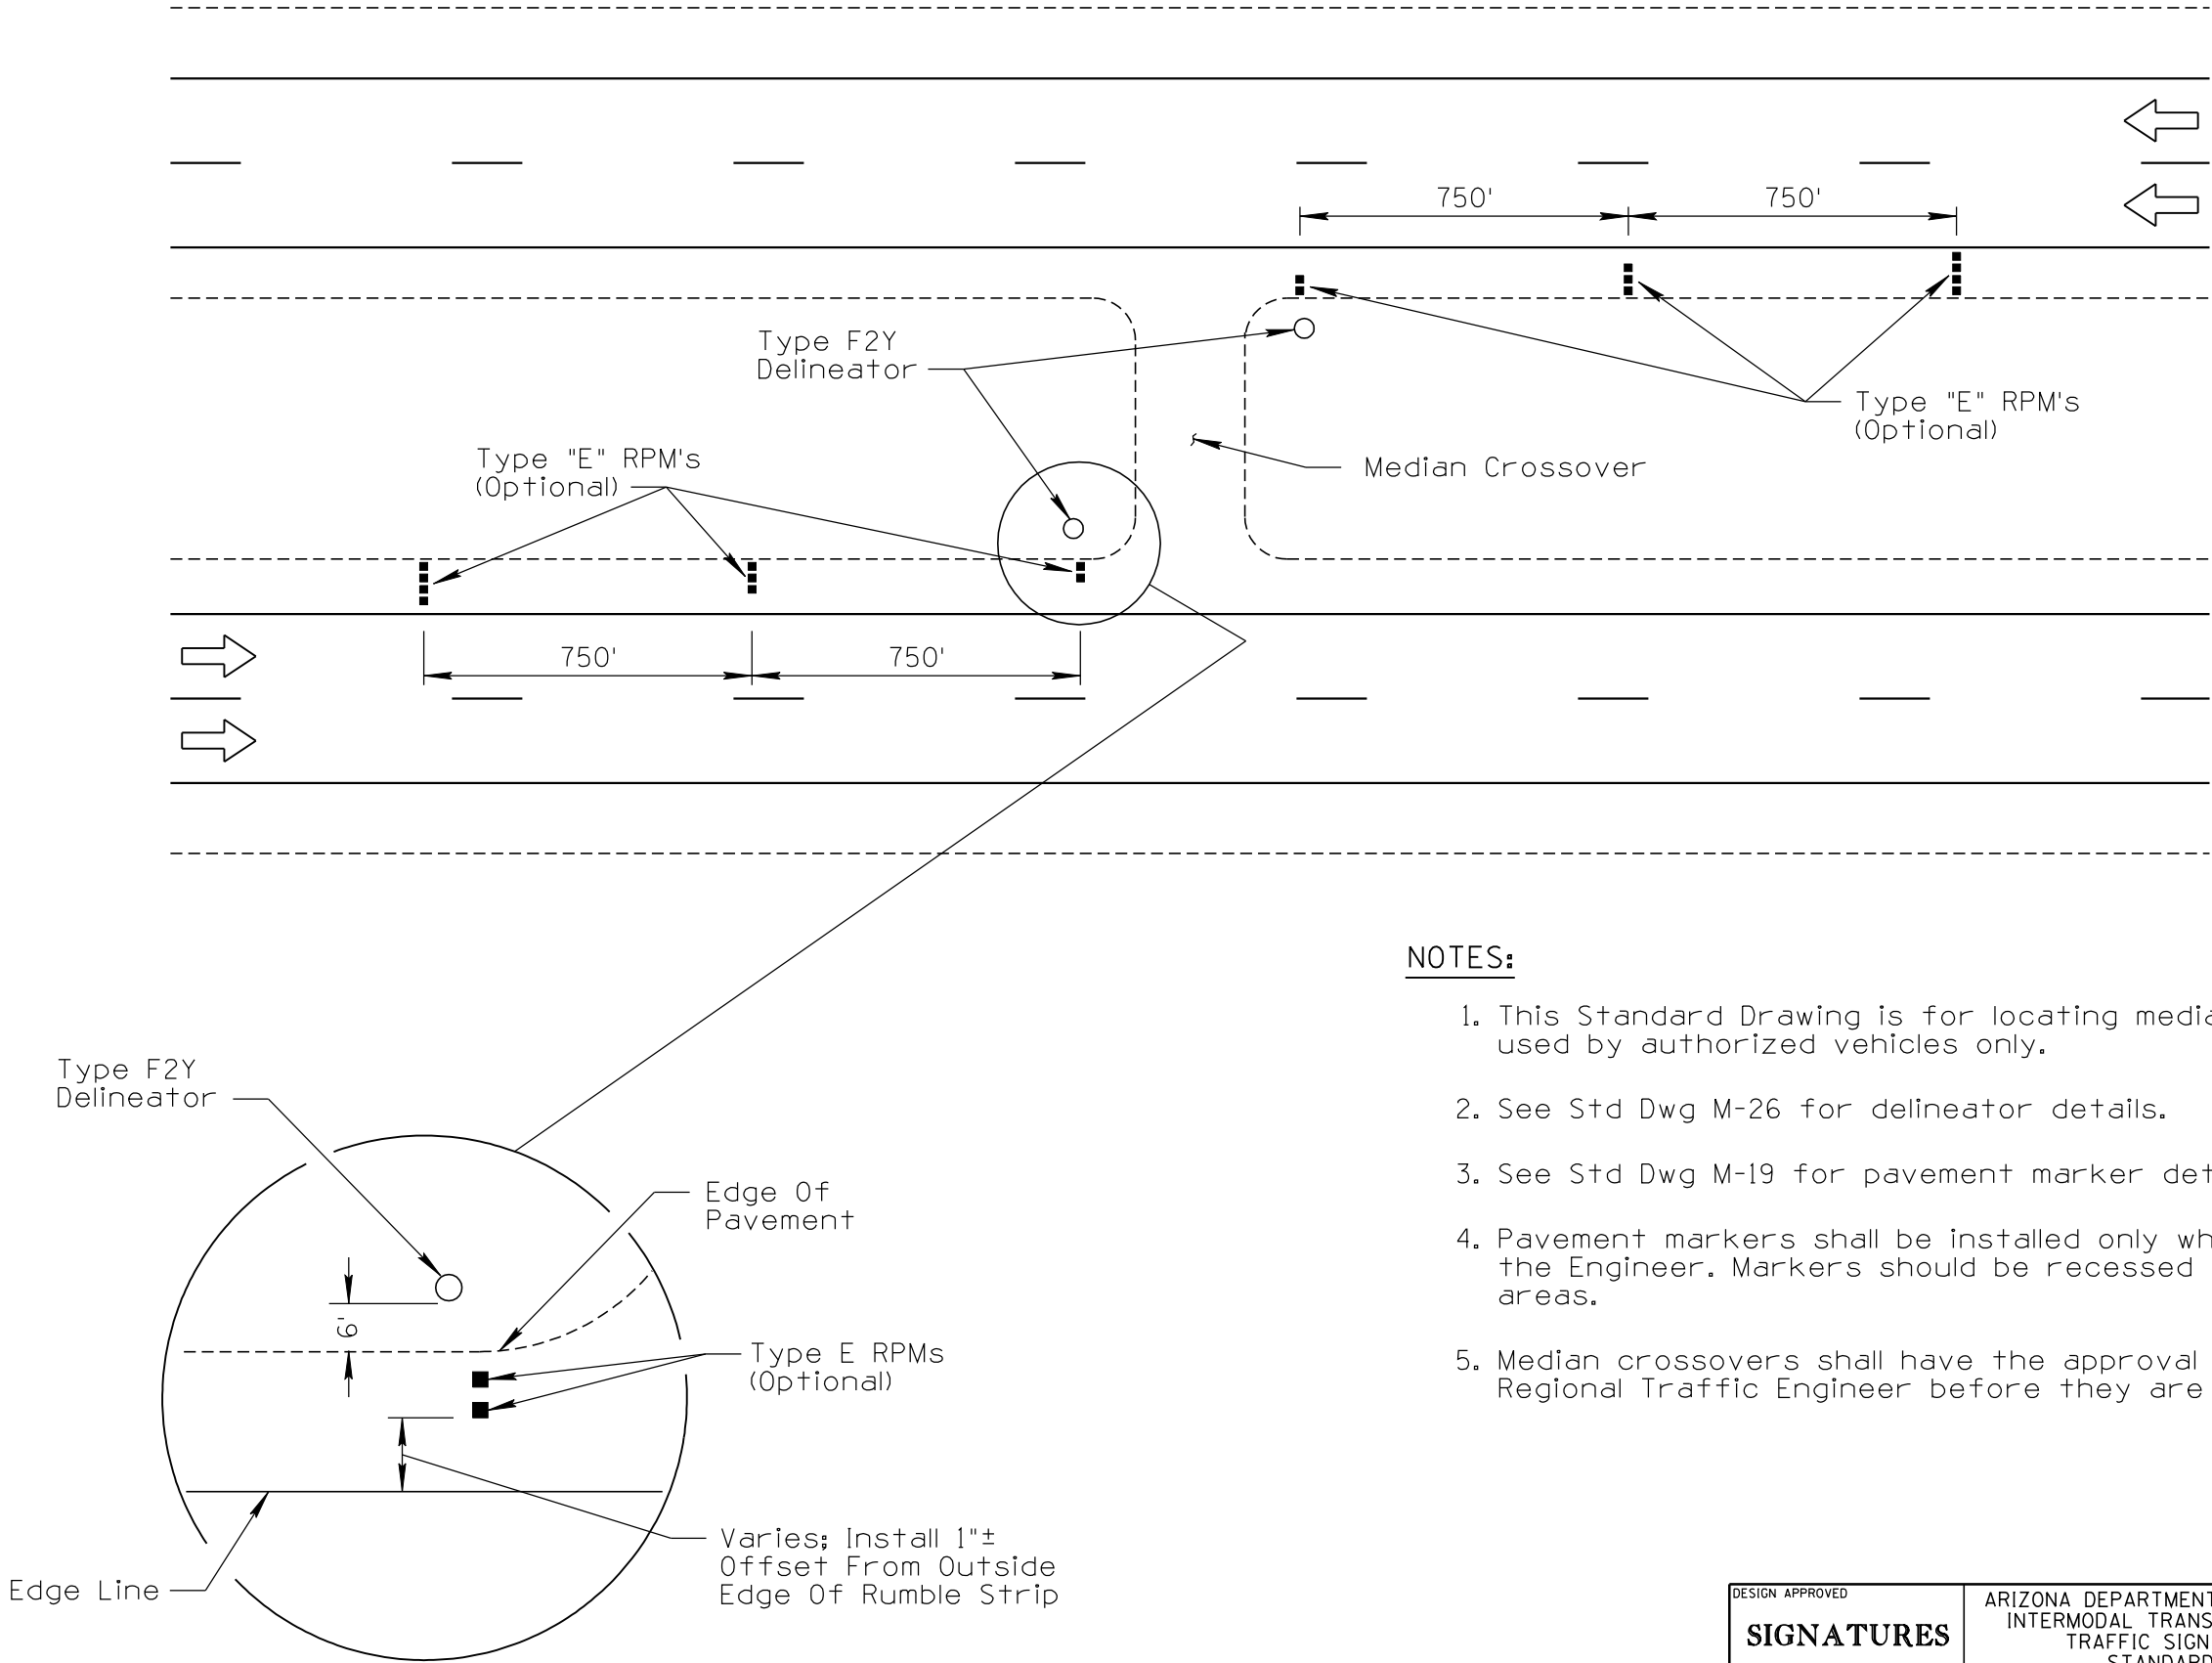 750' 750'
Type F2Y
Delineator
Type "E" RPM's
(Optional)
Type "E" RPM's
(Optional)
Median Crossover
750' 750'
NOTES:
1. This Standard Drawing is for locating
used by authorized vehicles only.
2. See Std Dwg M-26 for delineator details.
3. See Std Dwg M-19 for pavement marker
4. Pavement markers shall be installed only
the Engineer. Markers should be recessed
areas.
5. Median crossovers shall have the approval
Regional Traffic Engineer before they are
Type F2Y
Delineator
Edge Of
Pavement
6'
Type E RPMs
(Optional)
Varies; Install 1"±
Offset From Outside
Edge Of Rumble Strip
Edge Line
DESIGN APPROVED
SIGNATURES
ARIZONA DEPARTMENT
INTERMODAL
TRAFFIC
STANDARD